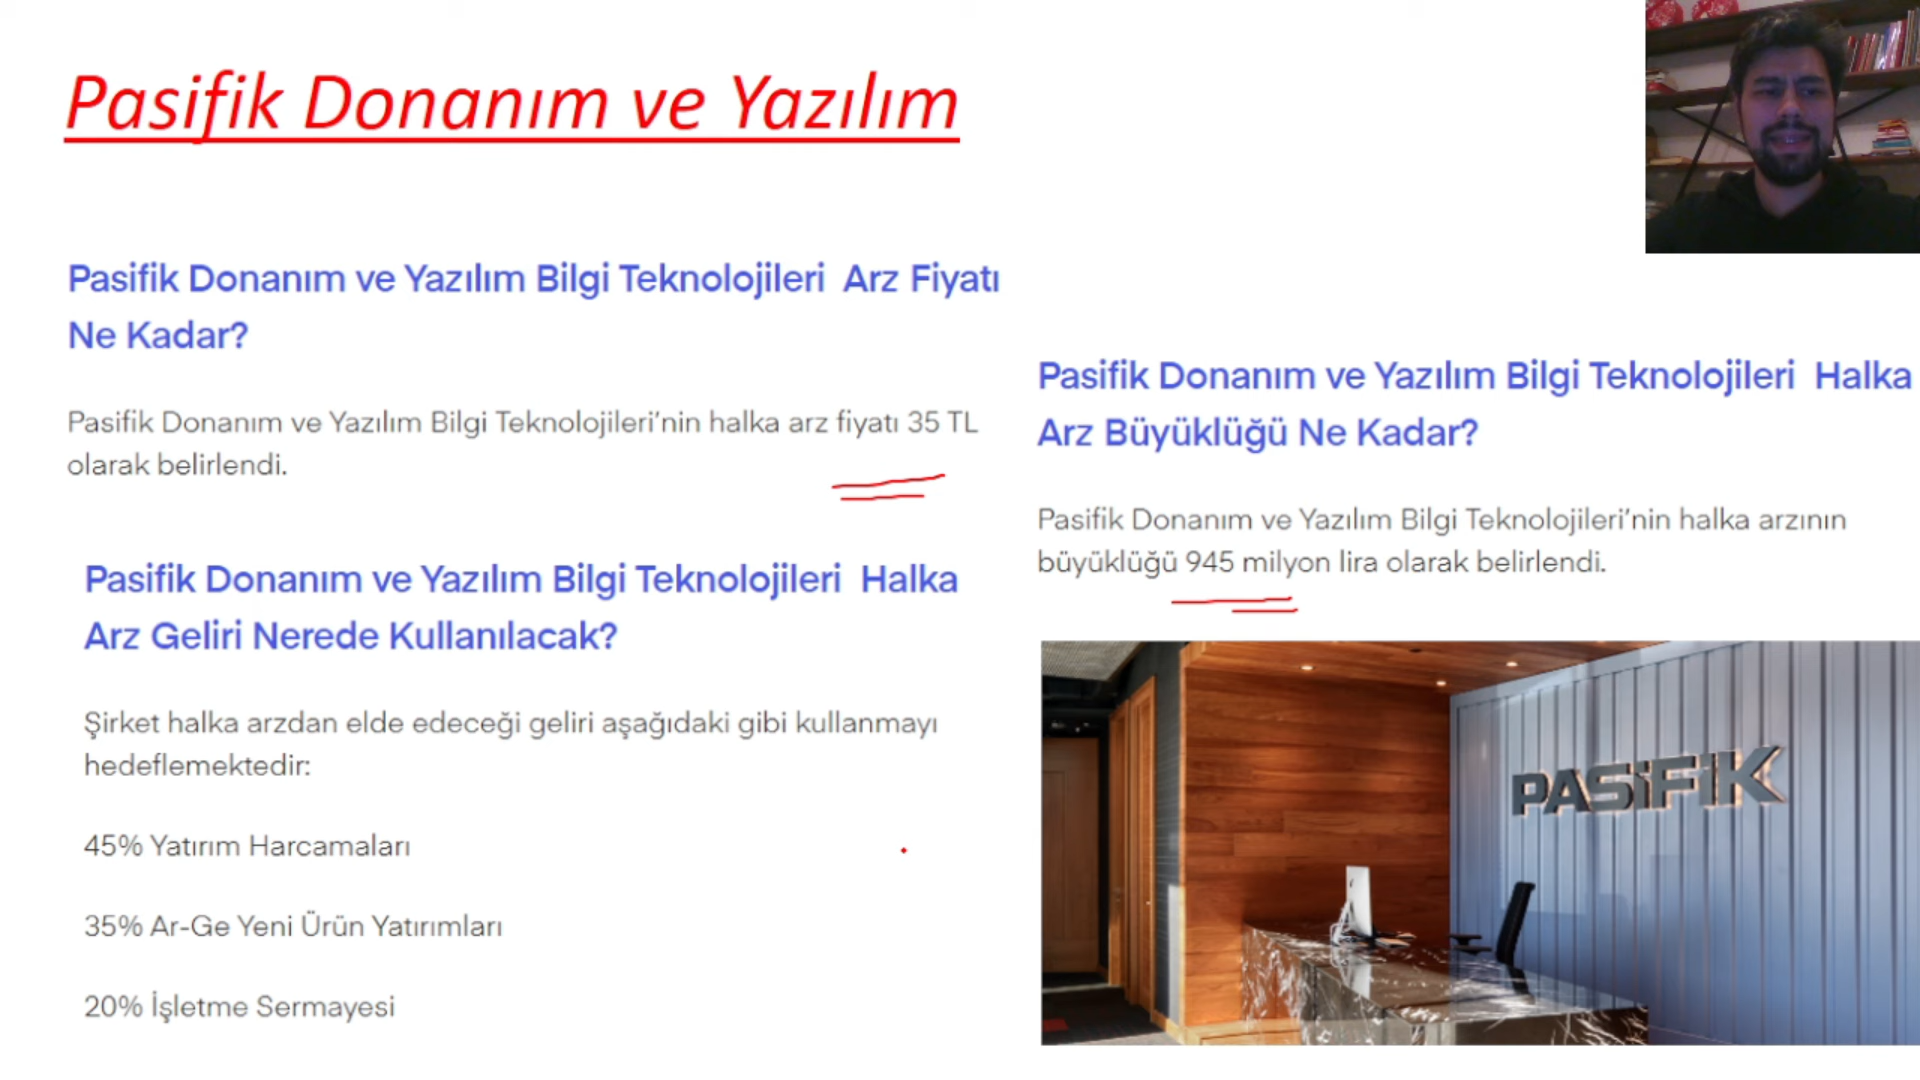 Pasifik Donanım ve Yazılım
Pasifik Donanım ve Yazılım Bilgi Teknolojileri Arz Fiyatı
Ne Kadar?
Pasifik Donanım ve Yazılım Bilgi Teknolojileri’nin halka arz fiyatı 35 TL
olarak belirlendi.
Pasifik Donanım ve Yazılım Bilgi Teknolojileri Halka
Arz Geliri Nerede Kullanılacak?
Şirket halka arzdan elde edeceği geliri aşağıdaki gibi kullanmayı
hedeflemektedir:
45% Yatırım Harcamaları
35% Ar-Ge Yeni Ürün Yatırımları
20% İşletme Sermayesi
Pasifik Donanım ve Yazılım Bilgi Teknolojileri Halka
Arz Büyüklüğü Ne Kadar?
Pasifik Donanım ve Yazılım Bilgi Teknolojileri’nin halka arzının
büyüklüğü 945 milyon lira olarak belirlendi.
PASiFiK